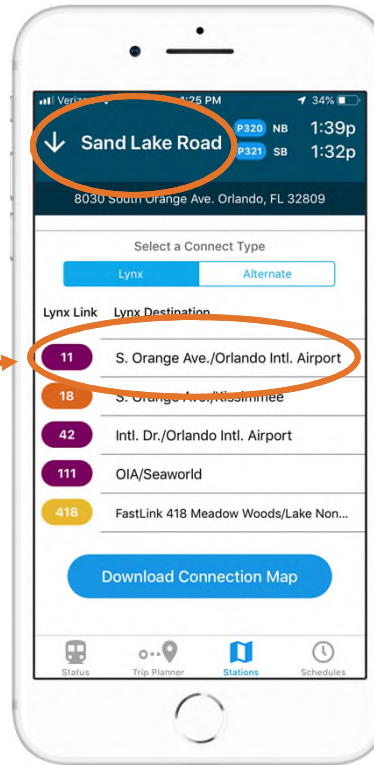 1:25 PM 34%
Sand Lake Road P320 NB 1:39p
P321 SB 1:32p
8030 South Orange Ave. Orlando, FL 32809
Select a Connect Type
Lynx Alternate
Lynx Link Lynx Destination
11 S. Orange Ave./Orlando Intl. Airport
18 S. Orange Ave./Kissimmee
42 Intl. Dr./Orlando Intl. Airport
111 OIA/Seaworld
418 FastLink 418 Meadow Woods/Lake Non...
Download Connection Map
Status Trip Planner Stations Schedules